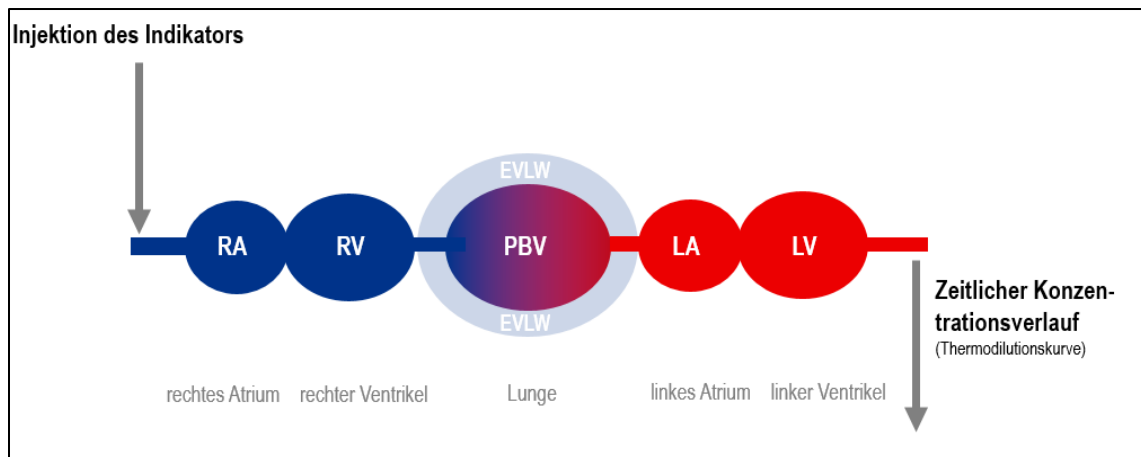 Injektion des Indikators
EVLW
RA
RV
PBV
LA
LV
EVLW
Zeitlicher Konzen-
trationsverlauf
(Thermodilutionskurve)
rechtes Atrium
rechter Ventrikel
Lunge
linkes Atrium
linker Ventrikel